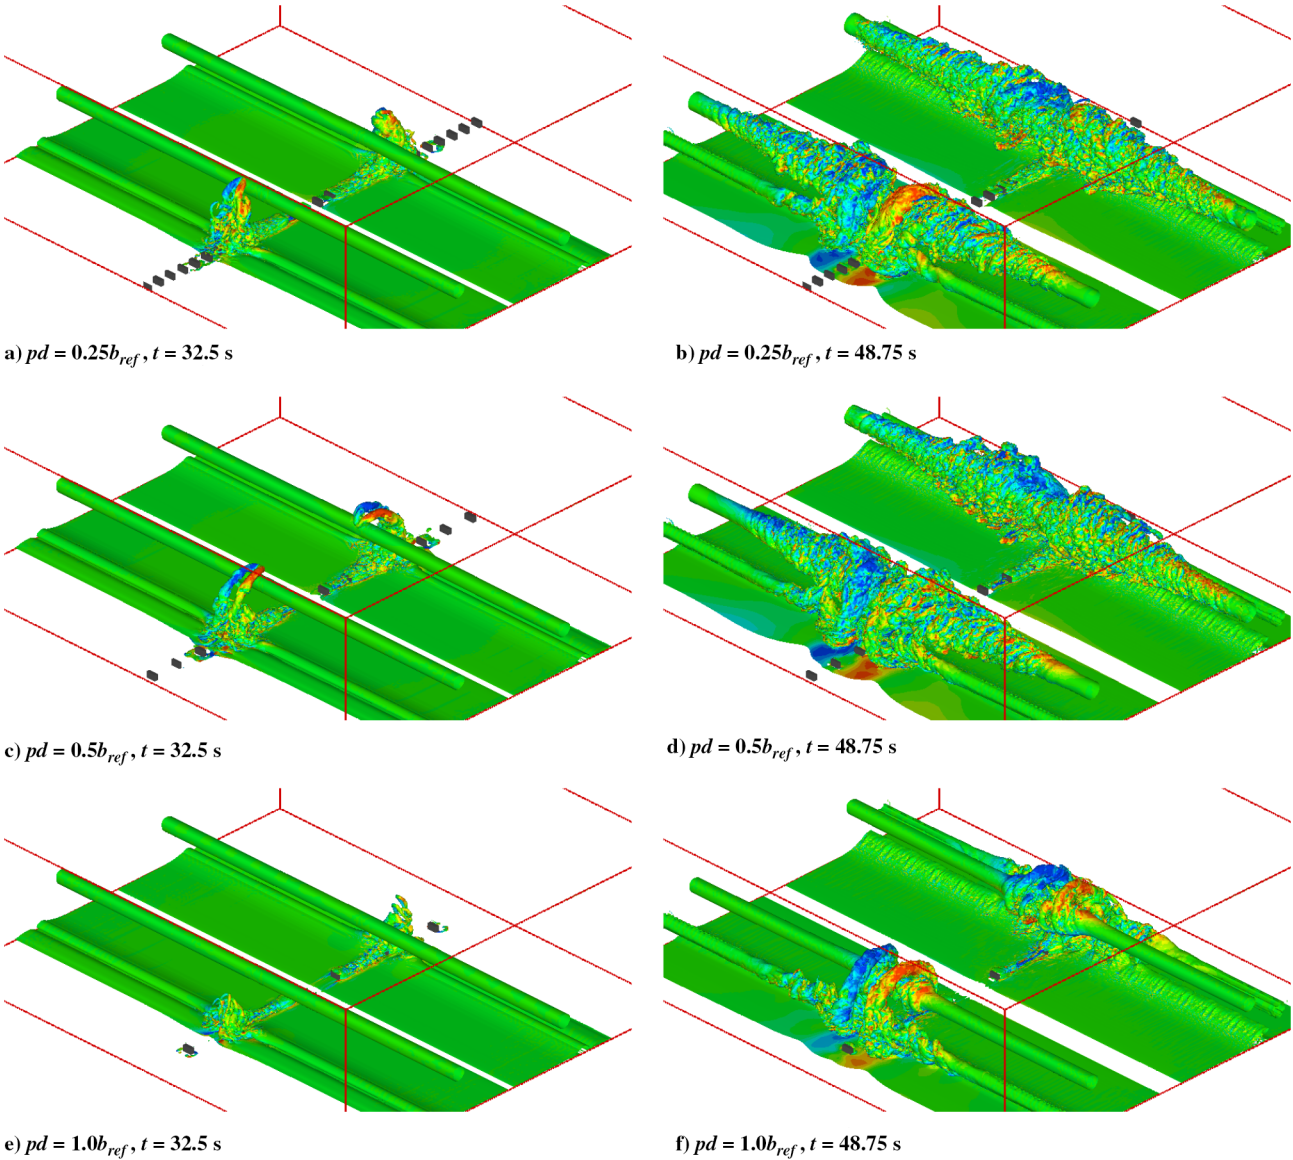 a) pd = 0.25b_ref, t = 32.5 s
b) pd = 0.25b_ref, t = 48.75 s
c) pd = 0.5b_ref, t = 32.5 s
d) pd = 0.5b_ref, t = 48.75 s
e) pd = 1.0b_ref, t = 32.5 s
f) pd = 1.0b_ref, t = 48.75 s